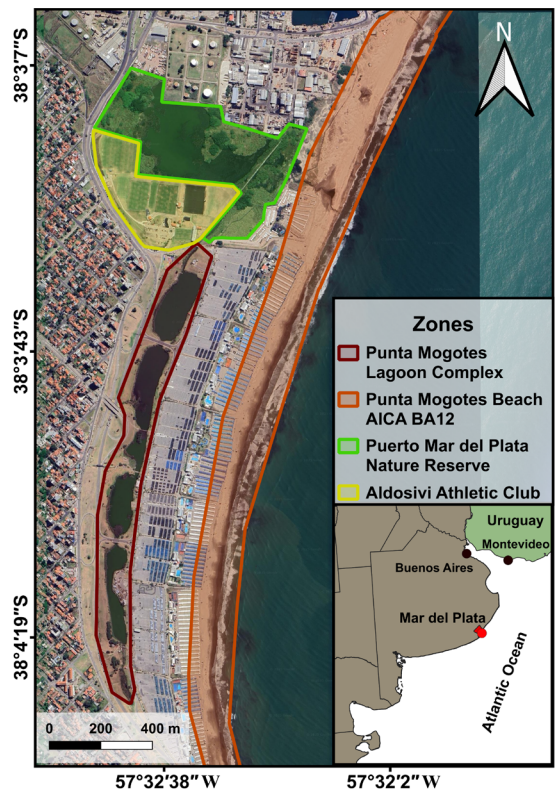 N
38°3′7″S
38°3′43″S
38°4′19″S
Zones
Punta Mogotes
Lagoon Complex
Punta Mogotes Beach
AICA BA12
Puerto Mar del Plata
Nature Reserve
Aldosivi Athletic Club
Uruguay
Montevideo
Buenos Aires
Mar del Plata
Atlantic Ocean
0 200 400 m
57°32′38″W 57°32′2″W